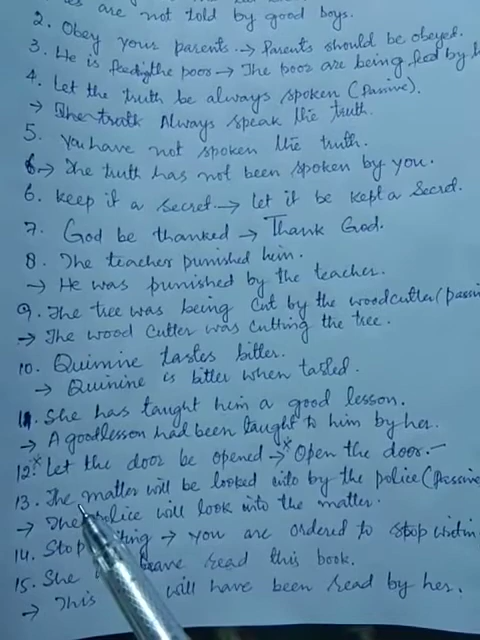 es are not told by good boys.
2. Obey your parents. → Parents should be obeyed.
3. He is feeding the poor → The poor are being fed by
4. Let the truth be always spoken (Passive).
→ Always speak the truth.
5. You have not spoken the truth.
→ The truth has not been spoken by you.
6. Keep it a secret. → Let it be kept a secret.
7. God be thanked → Thank God.
8. The teacher punished him.
→ He was punished by the teacher.
9. The tree was being cut by the woodcutter (passi
→ The wood cutter was cutting the tree.
10. Quinine tastes bitter.
→ Quinine is bitter when tasted.
11. She has taught him a good lesson.
→ A good lesson had been taught to him by her.
12.* Let the door be opened →* Open the door.
13. The matter will be looked into by the police (Passive
→ The police will look into the matter.
14. Stop → You are ordered to stop
15. She have read this book.
→ This will have been read by her.